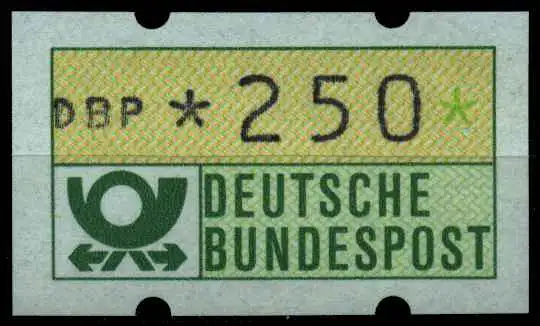 DBP *250*
DEUTSCHE
BUNDESPOST